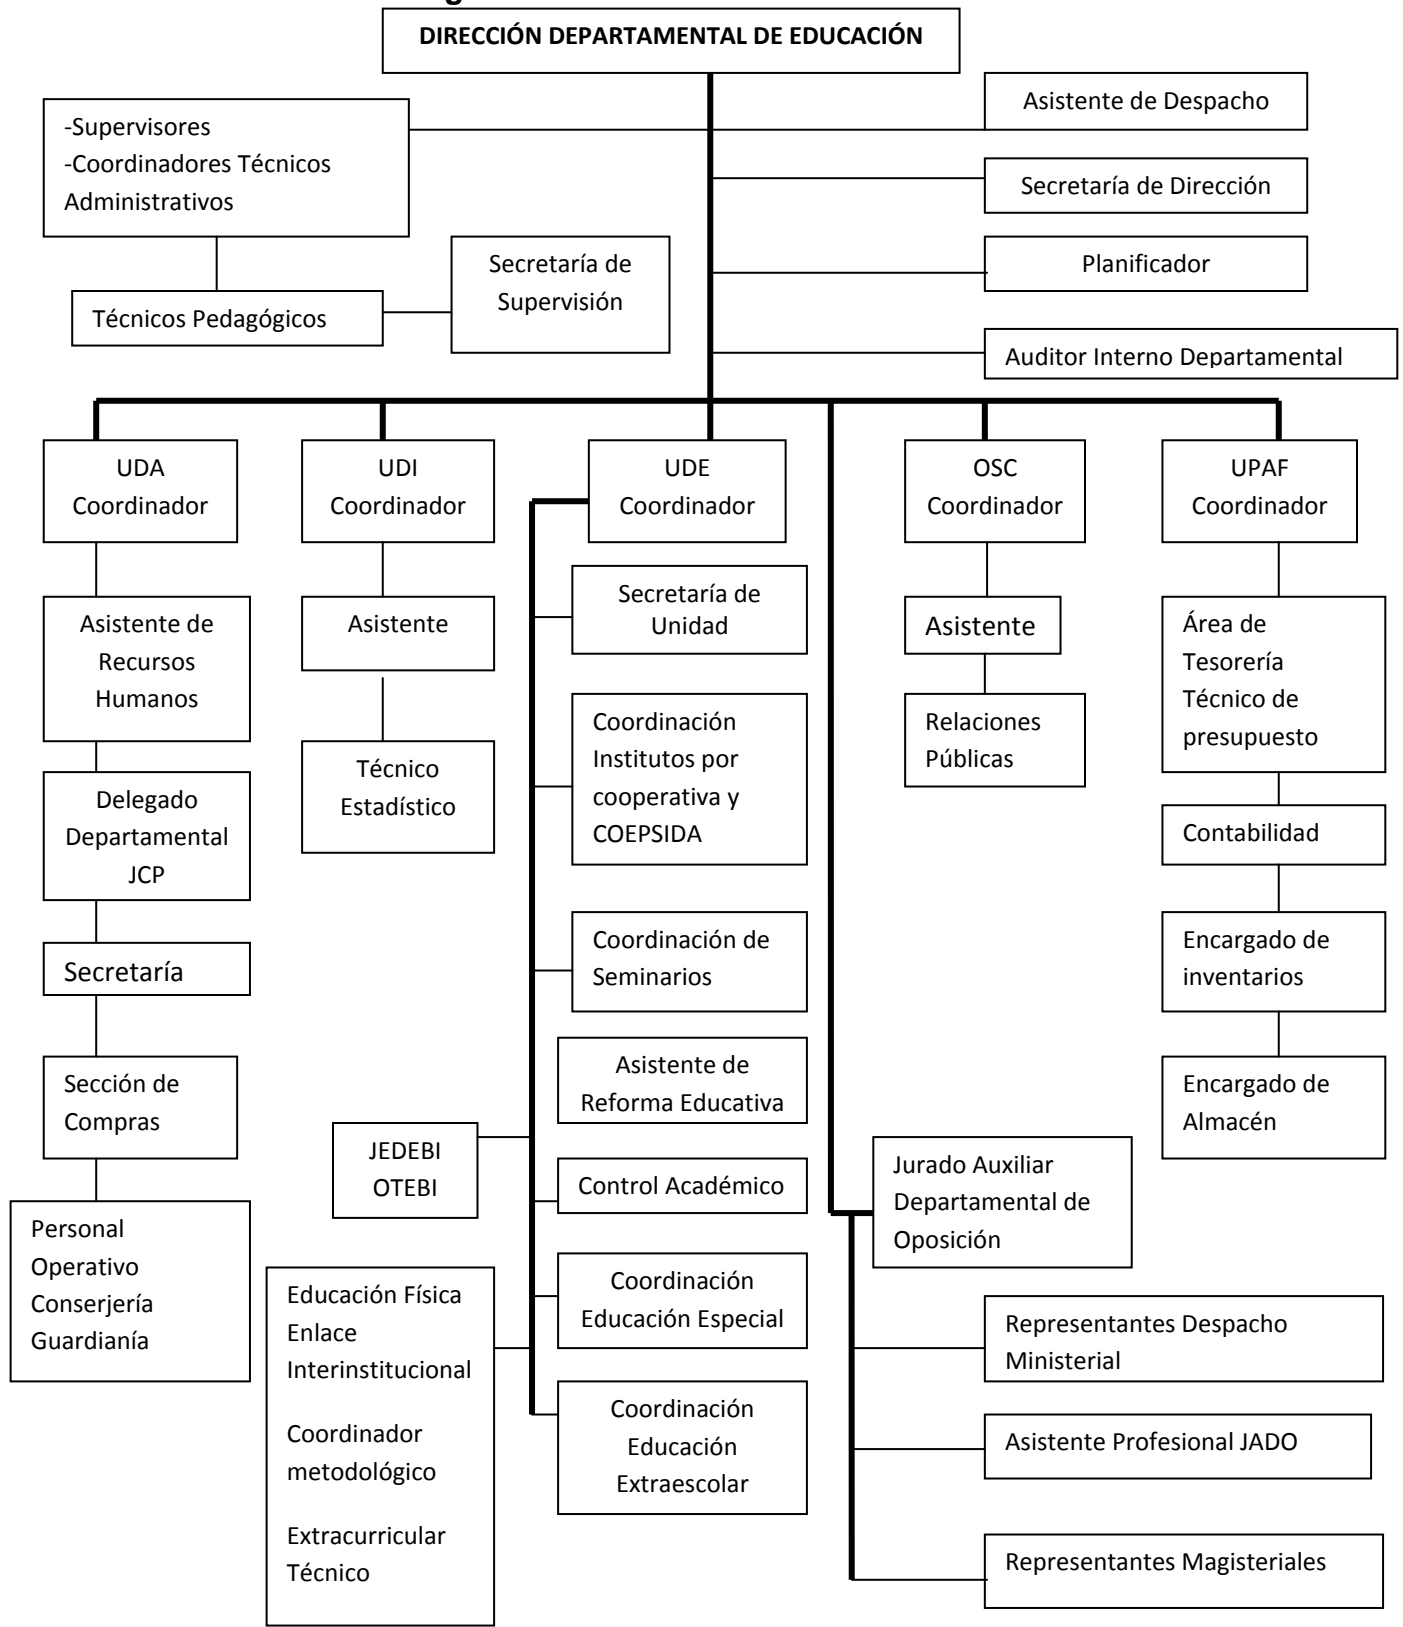 DIRECCIÓN DEPARTAMENTAL DE EDUCACIÓN
-Supervisores
-Coordinadores Técnicos
Administrativos
Asistente de Despacho
Secretaría de Dirección
Secretaría de
Supervisión
Planificador
Técnicos Pedagógicos
Auditor Interno Departamental
UDA
Coordinador
UDI
Coordinador
UDE
Coordinador
OSC
Coordinador
UPAF
Coordinador
Asistente de
Recursos
Humanos
Delegado
Departamental
JCP
Secretaría
Sección de
Compras
Personal
Operativo
Conserjería
Guardianía
Asistente
Técnico
Estadístico
Secretaría de
Unidad
Coordinación
Institutos por
cooperativa y
COEPSIDA
Coordinación de
Seminarios
Asistente de
Reforma Educativa
JEDEBI
OTEBI
Control Académico
Coordinación
Educación Especial
Educación Física
Enlace
Interinstitucional
Coordinador
metodológico
Extracurricular
Técnico
Coordinación
Educación
Extraescolar
Asistente
Relaciones
Públicas
Área de
Tesorería
Técnico de
presupuesto
Contabilidad
Encargado de
inventarios
Encargado de
Almacén
Jurado Auxiliar
Departamental de
Oposición
Representantes Despacho
Ministerial
Asistente Profesional JADO
Representantes Magisteriales